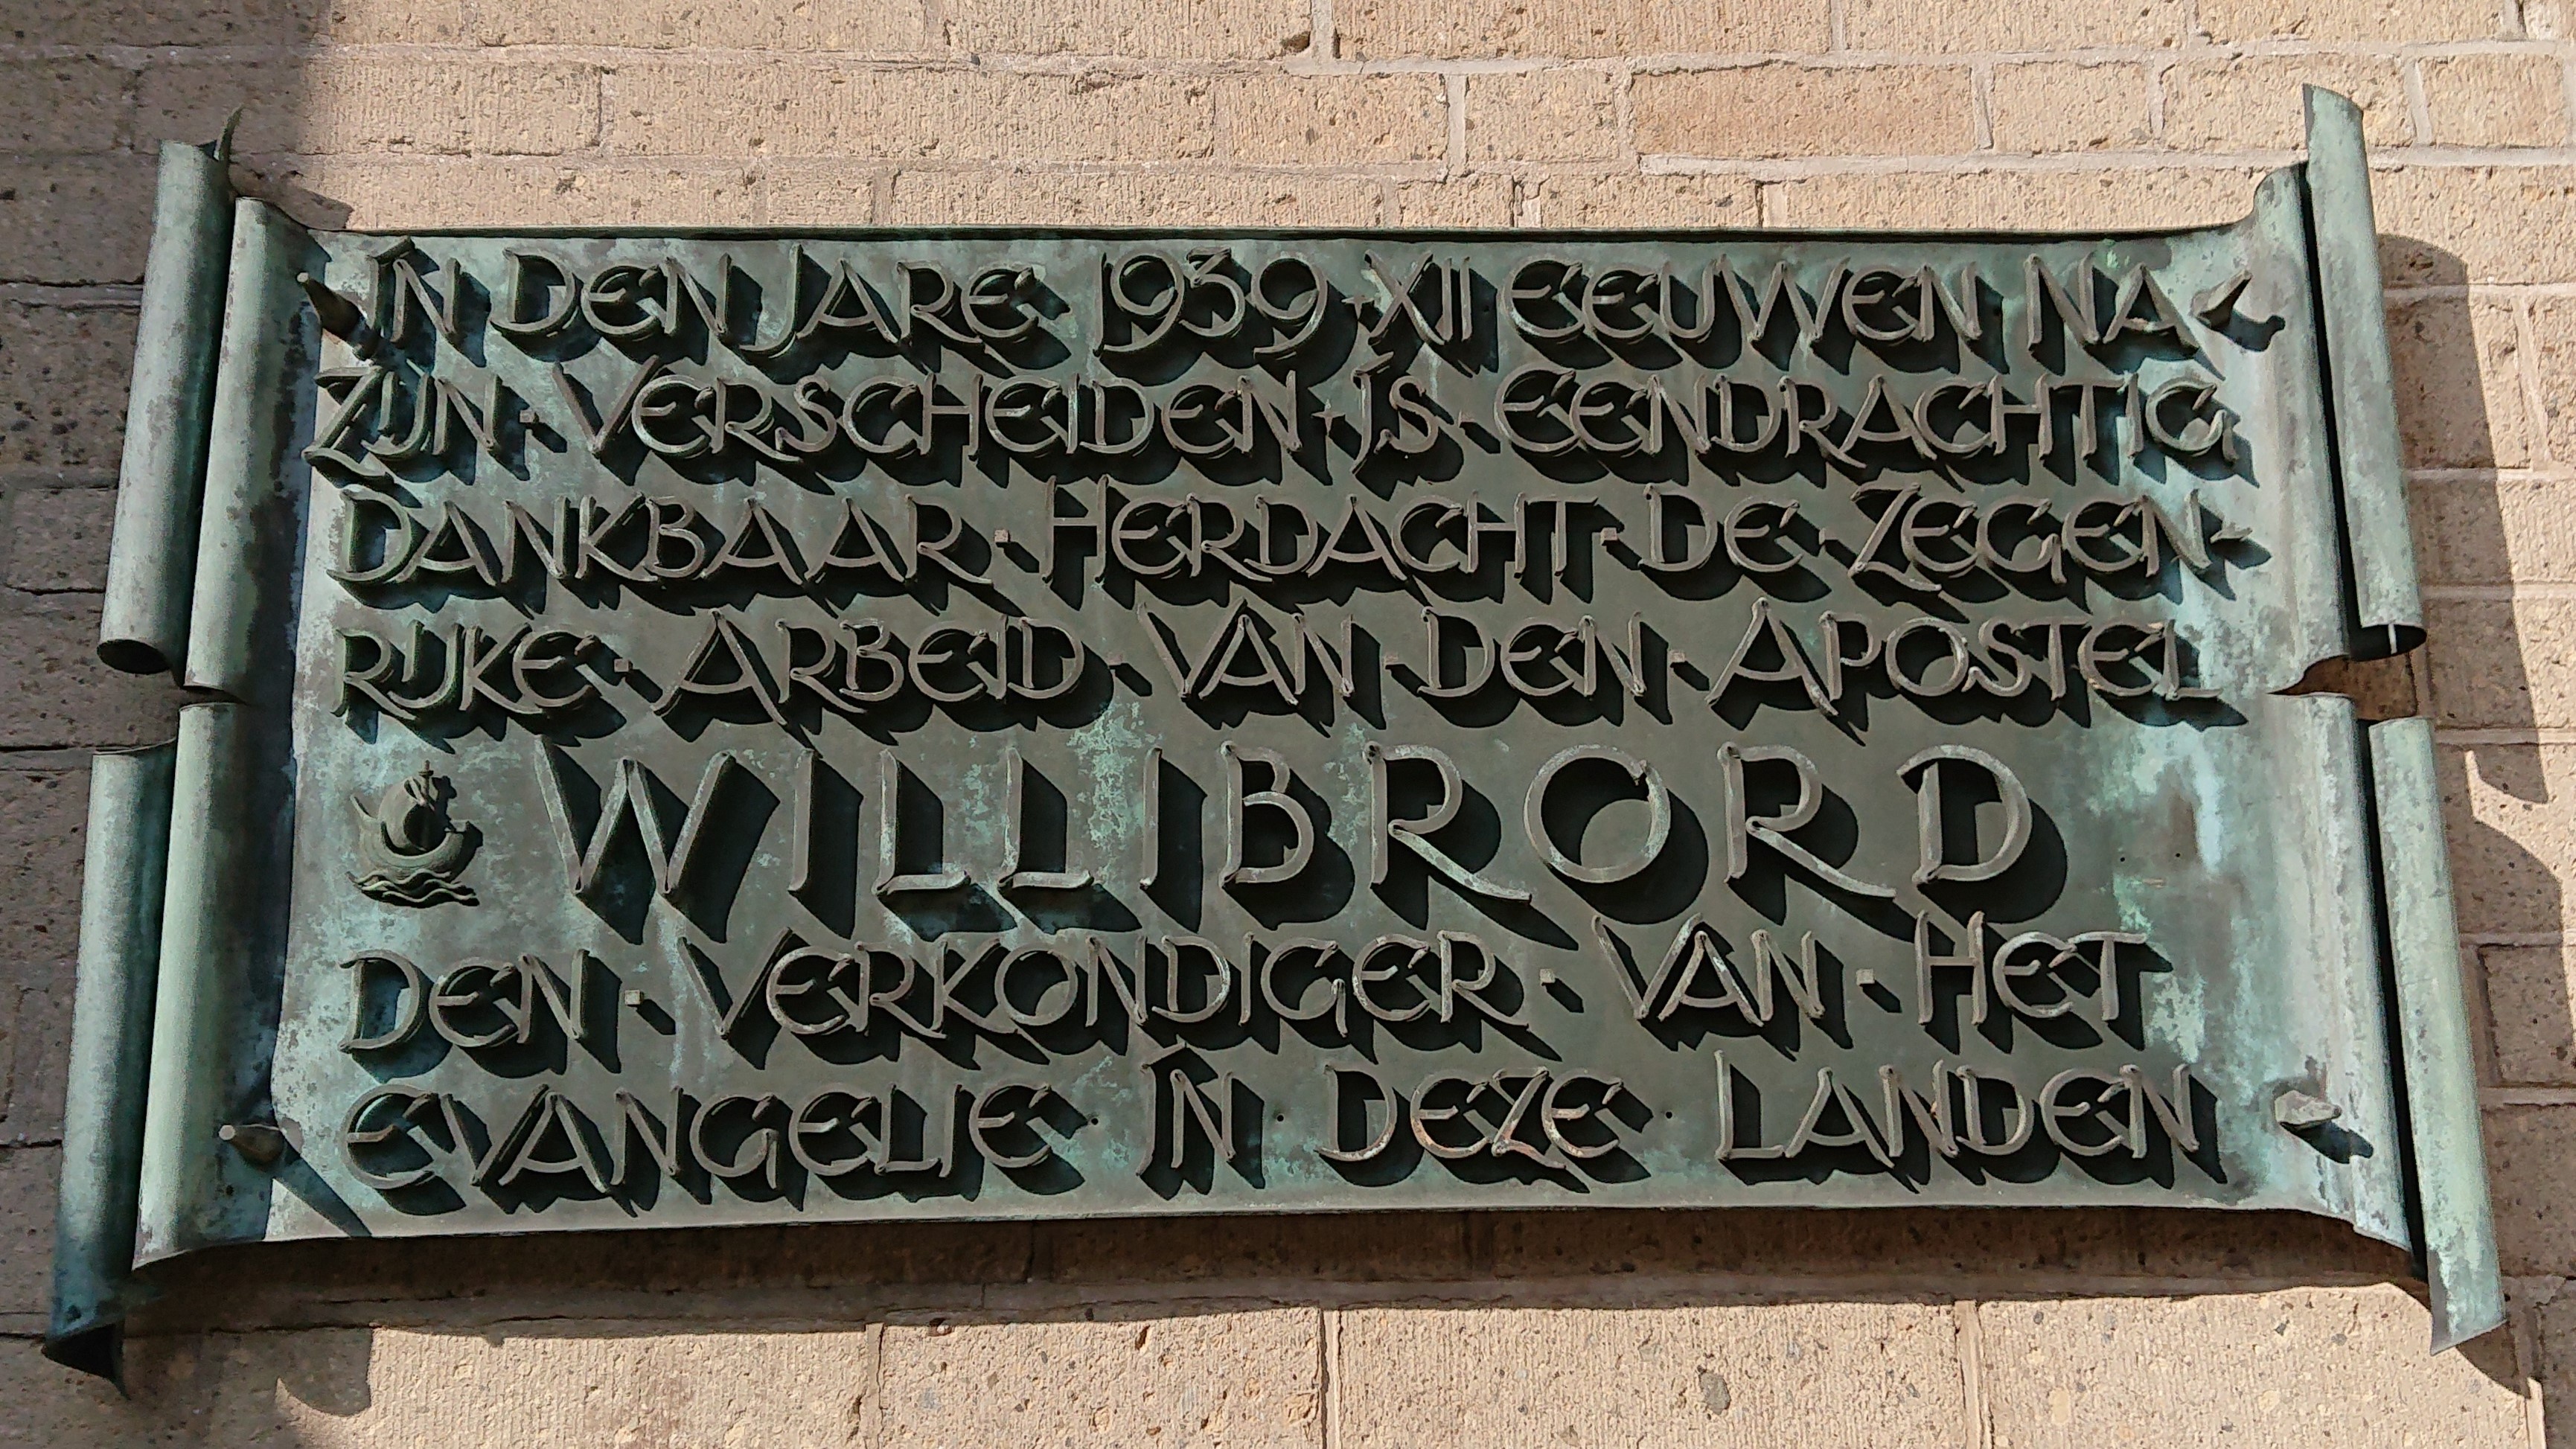 IN DEN JARE · 1939 · XII EEUWEN NA
ZIJN · VERSCHEIDEN · IS · EENDRACHTIG
DANKBAAR · HERDACHT · DE · ZEGEN-
RIJKE · ARBEID · VAN · DEN · APOSTEL
WILLIBRORD
DEN · VERKONDIGER · VAN · HET
EVANGELIE · IN · DEZE · LANDEN